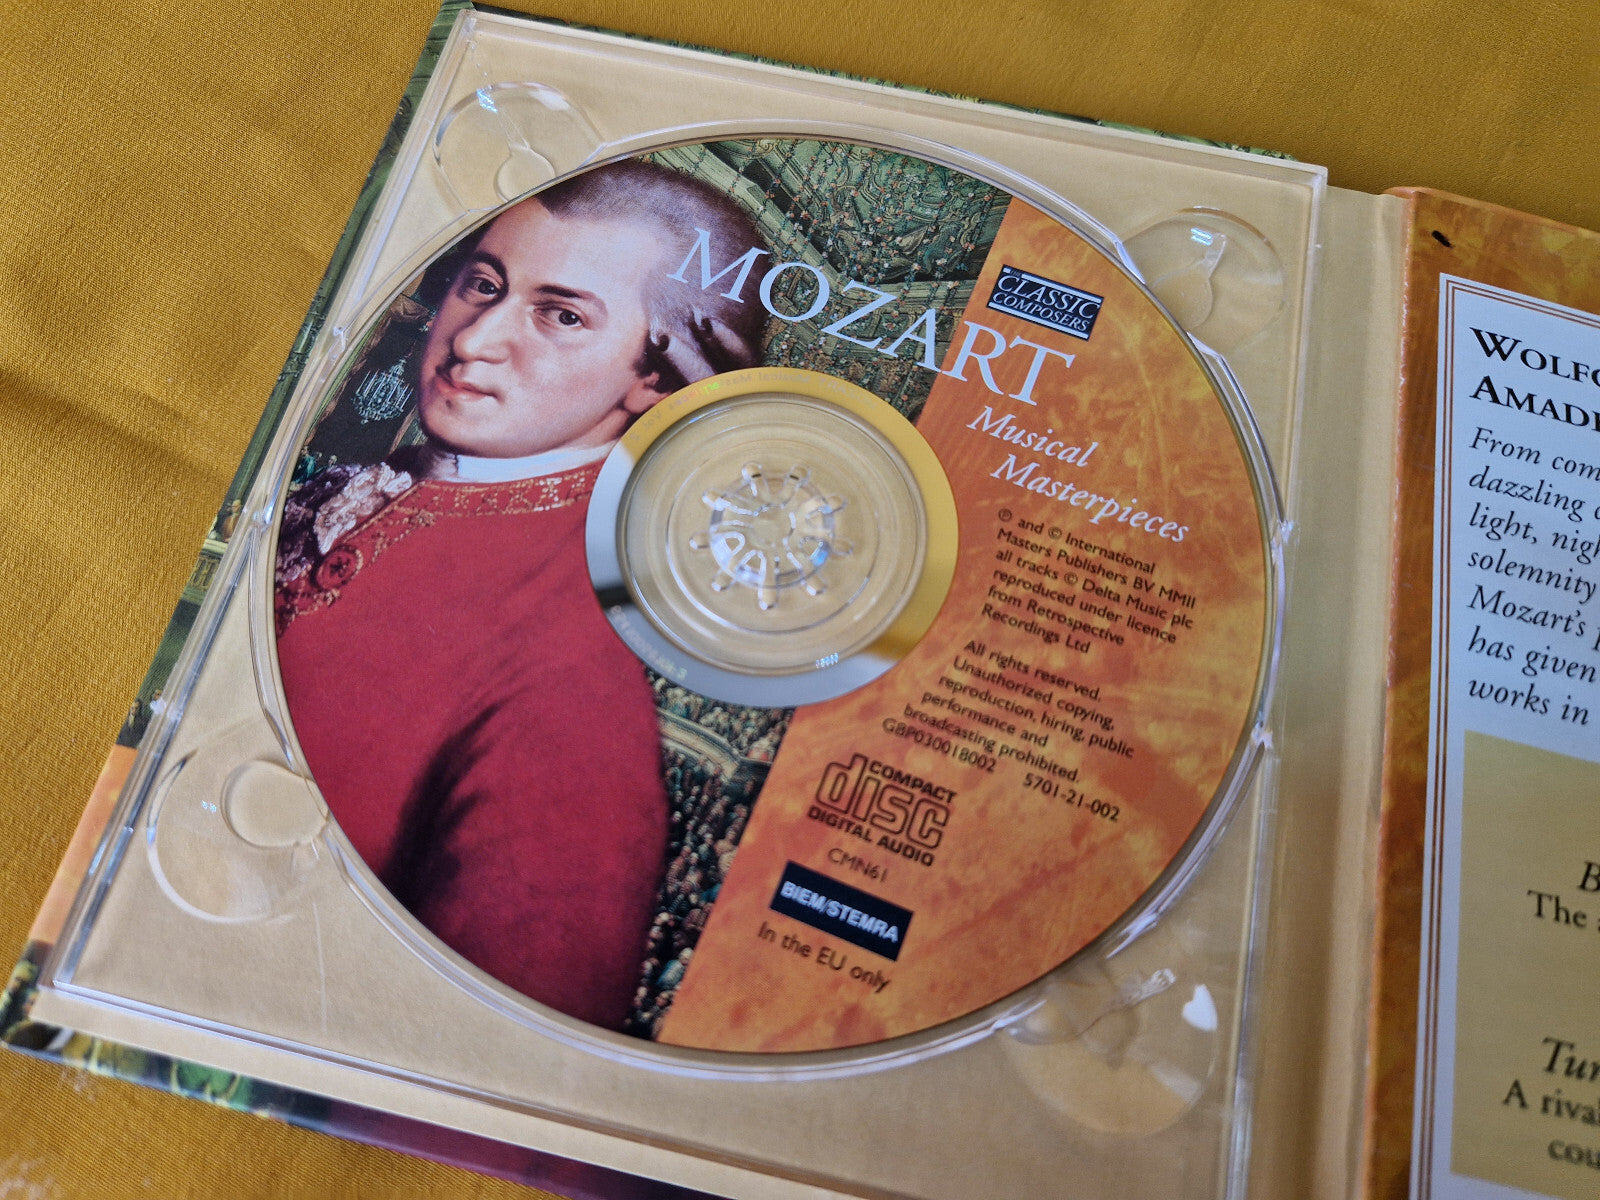 MOZART
THE
CLASSIC
COMPOSERS
Musical
Masterpieces
℗ and © International
Masters Publishers BV MMII
all tracks © Delta Music plc
reproduced under licence
from Retrospective
Recordings Ltd
All rights reserved.
Unauthorized copying,
reproduction, hiring, public
performance and
broadcasting prohibited.
GBP030018002 5701-21-002
COMPACT
disc
DIGITAL AUDIO
CMN61
BIEM/STEMRA
In the EU only
WOLFG
AMADE
From com
dazzling
light, nigh
solemnity
Mozart's
has given
works in
B
The
Tur
A rival
cou